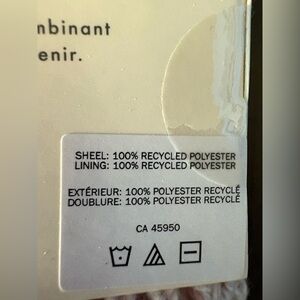 mbinant
enir.
SHEEL: 100% RECYCLED POLYESTER
LINING: 100% RECYCLED POLYESTER
EXTÉRIEUR: 100% POLYESTER RECYCLÉ
DOUBLURE: 100% POLYESTER RECYCLÉ
CA 45950